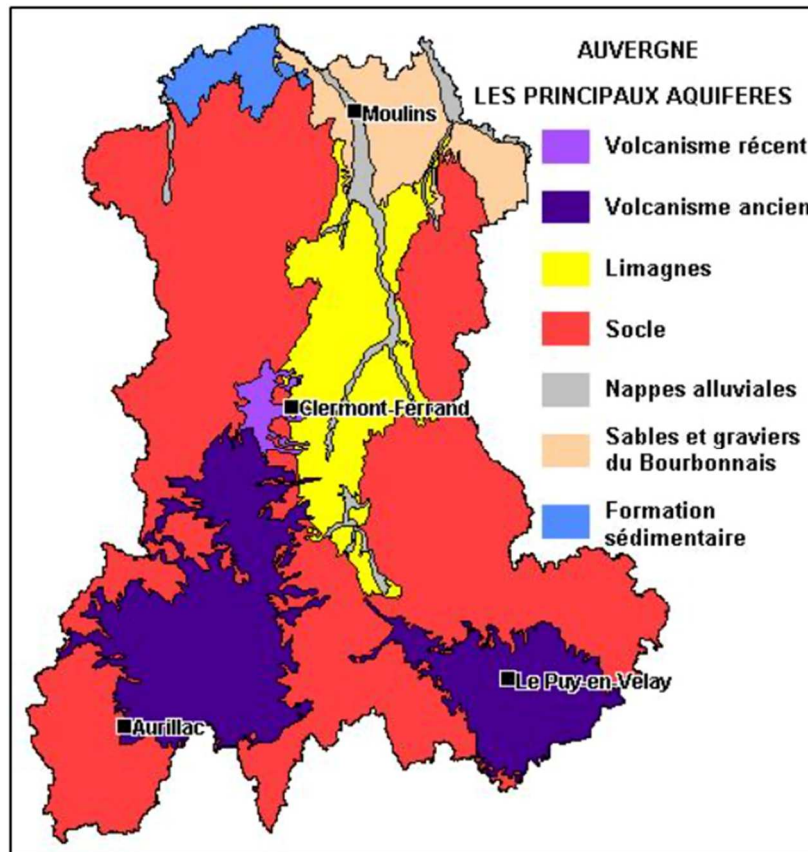 AUVERGNE
LES PRINCIPAUX AQUIFERES
Moulins
Volcanisme récent
Volcanisme ancien
Limagnes
Socle
Nappes alluviales
Clermont-Ferrand
Sables et graviers
du Bourbonnais
Formation
sédimentaire
Le Puy-en-Velay
Aurillac